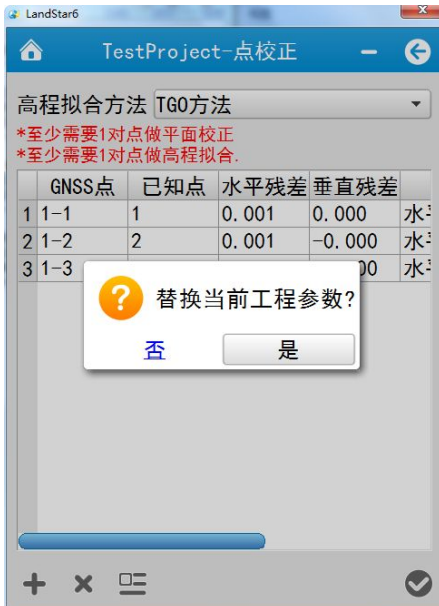 LandStar6
TestProject-点校正
高程拟合方法 TGO方法
*至少需要1对点做平面校正
*至少需要1对点做高程拟合.
GNSS点 已知点 水平残差 垂直残差
1 1-1 1 0.001 0.000 水
2 1-2 2 0.001 -0.000 水
3 1-3 00 水
替换当前工程参数?
否 是